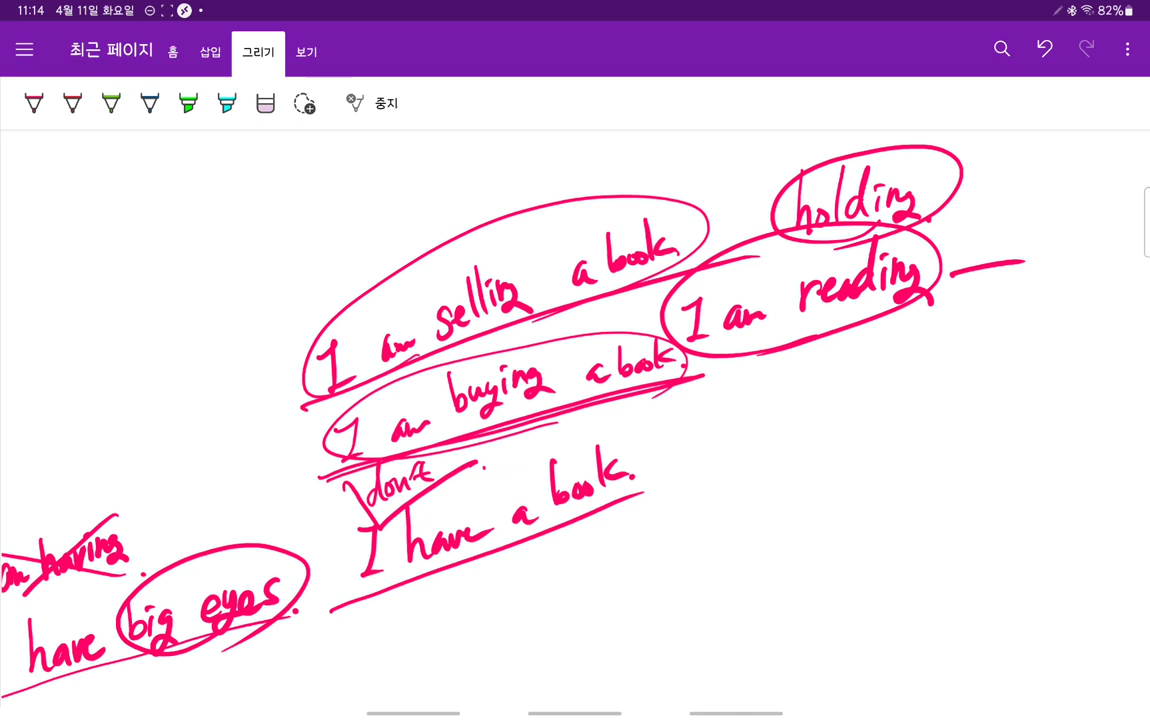 11:14 4월 11일 화요일 82%
최근 페이지 홈 삽입 그리기 보기
중지
holding.
I am selling a book
I am reading
I am buying a book.
don't
I have a book.
am having.
have big eyes.